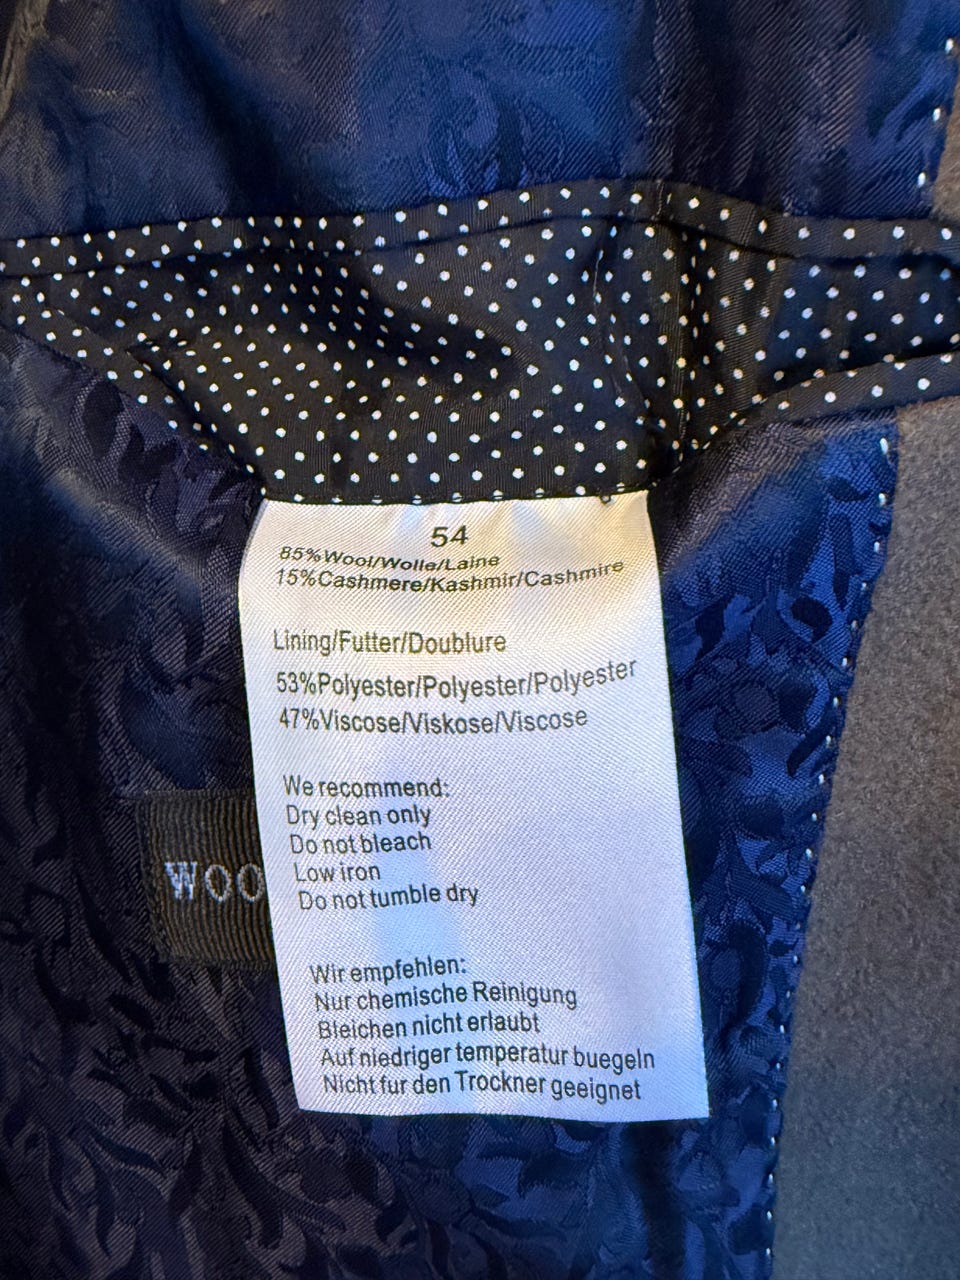 54
85%Wool/Wolle/Laine
15%Cashmere/Kashmir/Cashmire
Lining/Futter/Doublure
53%Polyester/Polyester/Polyester
47%Viscose/Viskose/Viscose
We recommend:
Dry clean only
Do not bleach
Low iron
Do not tumble dry
WOO
Wir empfehlen:
Nur chemische Reinigung
Bleichen nicht erlaubt
Auf niedriger temperatur buegeln
Nicht fur den Trockner geeignet